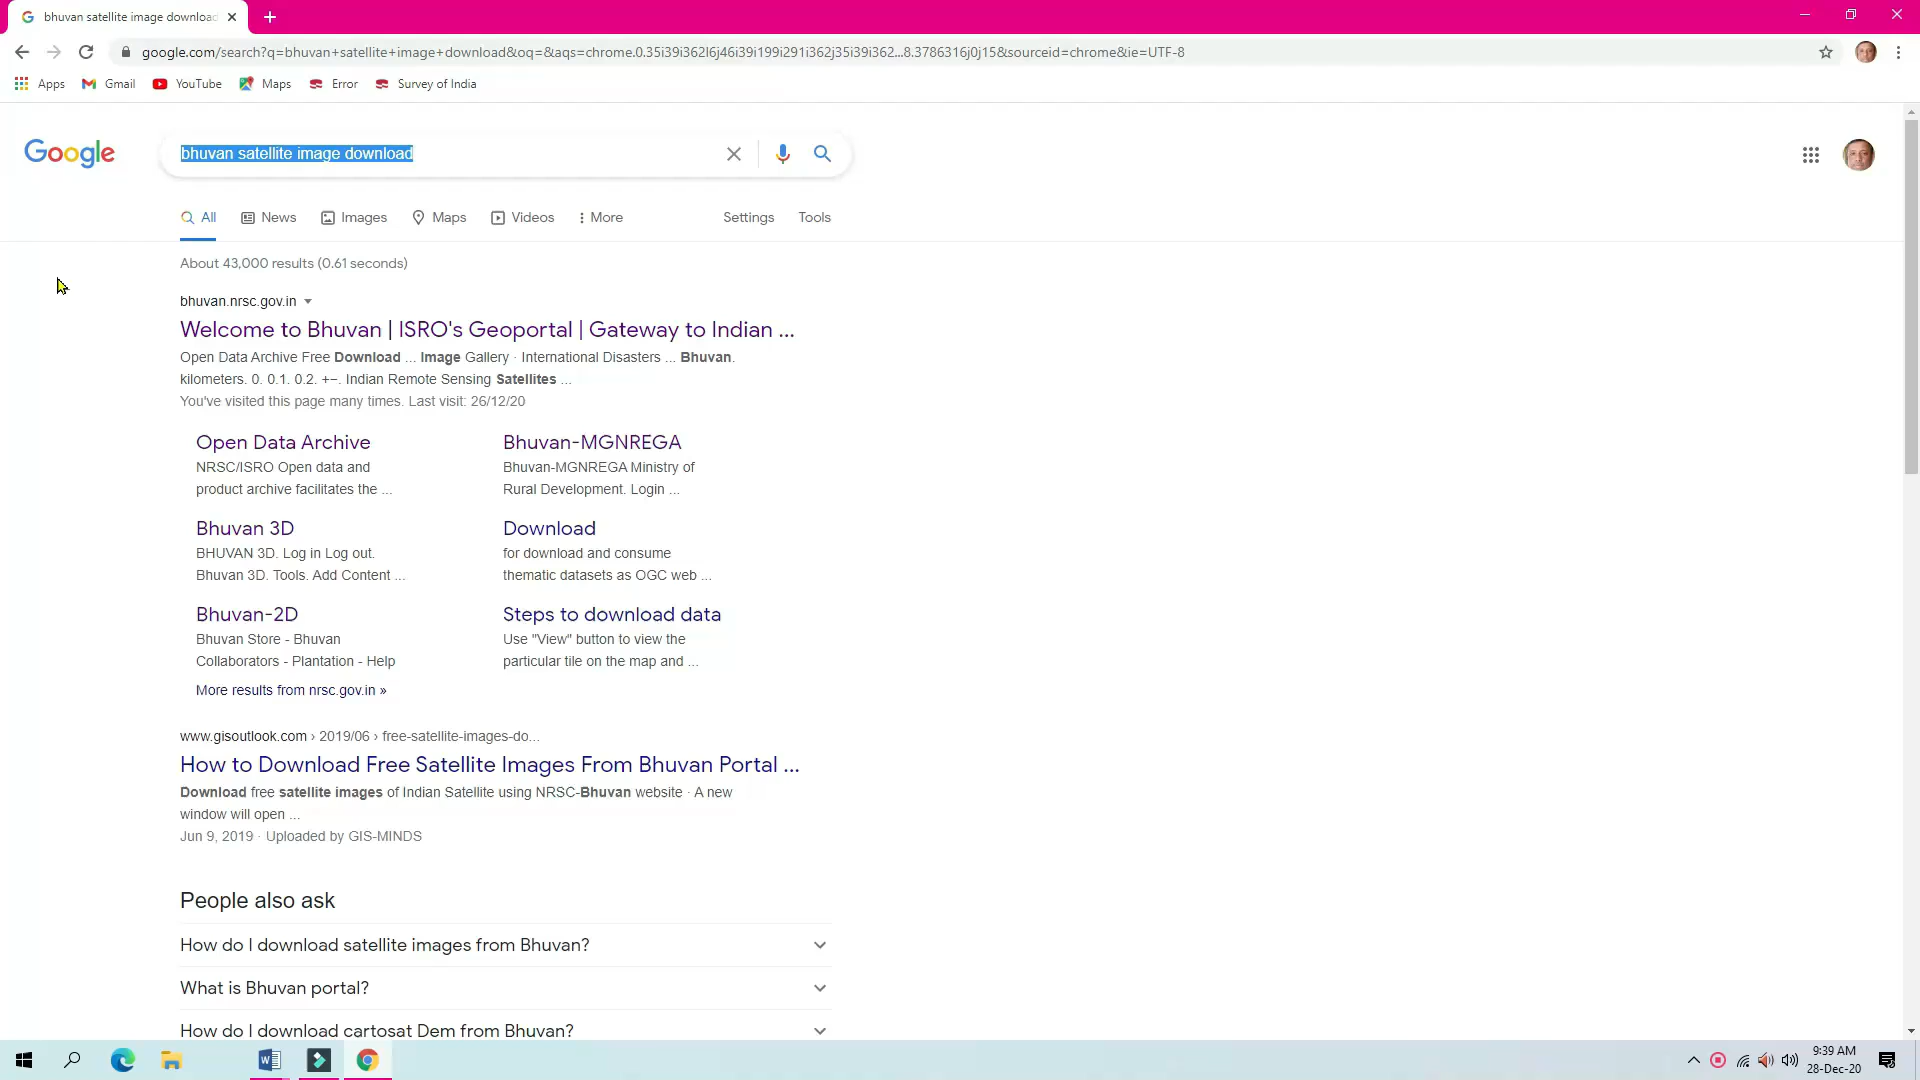 bhuvan satellite image download
google.com/search?q=bhuvan+satellite+image+download&oq=&aqs=chrome.0.35i39i362l6j46i39i199i291i362j35i39i362...8.3786316j0j15&sourceid=chrome&ie=UTF-8
Apps Gmail YouTube Maps Error Survey of India
Google
bhuvan satellite image download
All News Images Maps Videos More Settings Tools
About 43,000 results (0.61 seconds)
bhuvan.nrsc.gov.in
Welcome to Bhuvan | ISRO's Geoportal | Gateway to Indian ...
Open Data Archive Free Download ... Image Gallery · International Disasters ... Bhuvan.
kilometers. 0. 0.1. 0.2. +−. Indian Remote Sensing Satellites ...
You've visited this page many times. Last visit: 26/12/20
Open Data Archive
NRSC/ISRO Open data and
product archive facilitates the ...
Bhuvan-MGNREGA
Bhuvan-MGNREGA Ministry of
Rural Development. Login ...
Bhuvan 3D
BHUVAN 3D. Log in Log out.
Bhuvan 3D. Tools. Add Content ...
Download
for download and consume
thematic datasets as OGC web ...
Bhuvan-2D
Bhuvan Store - Bhuvan
Collaborators - Plantation - Help
Steps to download data
Use "View" button to view the
particular tile on the map and ...
More results from nrsc.gov.in »
www.gisoutlook.com › 2019/06 › free-satellite-images-do...
How to Download Free Satellite Images From Bhuvan Portal ...
Download free satellite images of Indian Satellite using NRSC-Bhuvan website · A new
window will open ...
Jun 9, 2019 · Uploaded by GIS-MINDS
People also ask
How do I download satellite images from Bhuvan?
What is Bhuvan portal?
How do I download cartosat Dem from Bhuvan?
9:39 AM
28-Dec-20